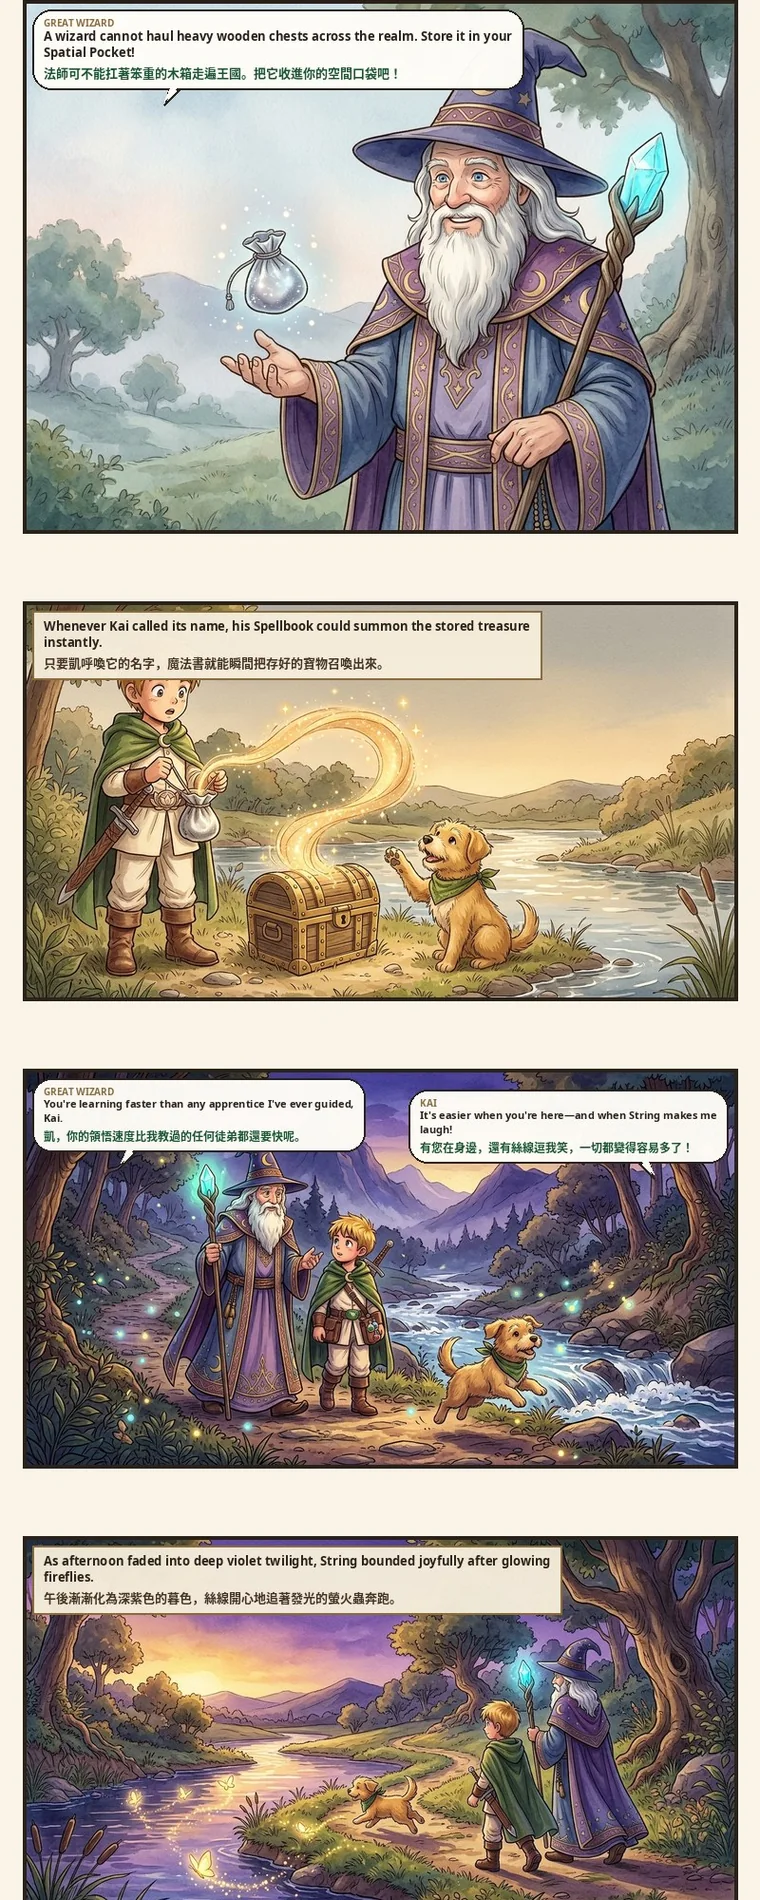 GREAT WIZARD
A wizard cannot haul heavy wooden chests across the realm. Store it in your
Spatial Pocket!
法師可不能扛著笨重的木箱走遍王國。把它收進你的空間口袋吧！
Whenever Kai called its name, his Spellbook could summon the stored treasure
instantly.
只要凱呼喚它的名字，魔法書就能瞬間把存好的寶物召喚出來。
GREAT WIZARD
You're learning faster than any apprentice I've ever guided,
Kai.
凱，你的領悟速度比我教過的任何徒弟都還要快呢。
KAI
It's easier when you're here—and when String makes me
laugh!
有您在身邊，還有絲線逗我笑，一切都變得容易多了！
As afternoon faded into deep violet twilight, String bounded joyfully after glowing
fireflies.
午後漸漸化為深紫色的暮色，絲線開心地追著發光的螢火蟲奔跑。